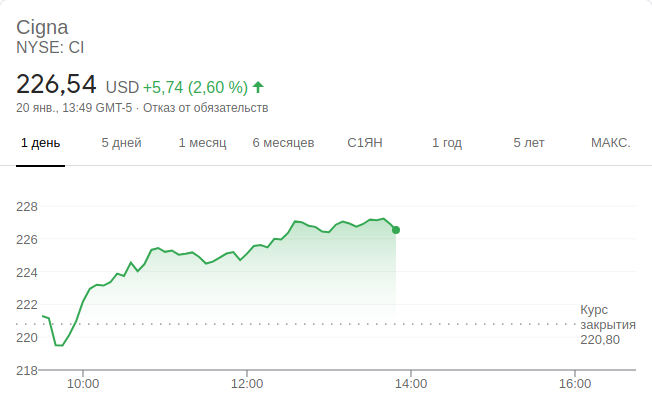 Cigna
NYSE: CI
226,54 USD +5,74 (2,60 %)
20 янв., 13:49 GMT-5 · Отказ от обязательств
1 день 5 дней 1 месяц 6 месяцев С1ЯН 1 год 5 лет МАКС.
228
226
224
222
220
218
Курс
закрытия
220,80
10:00 12:00 14:00 16:00